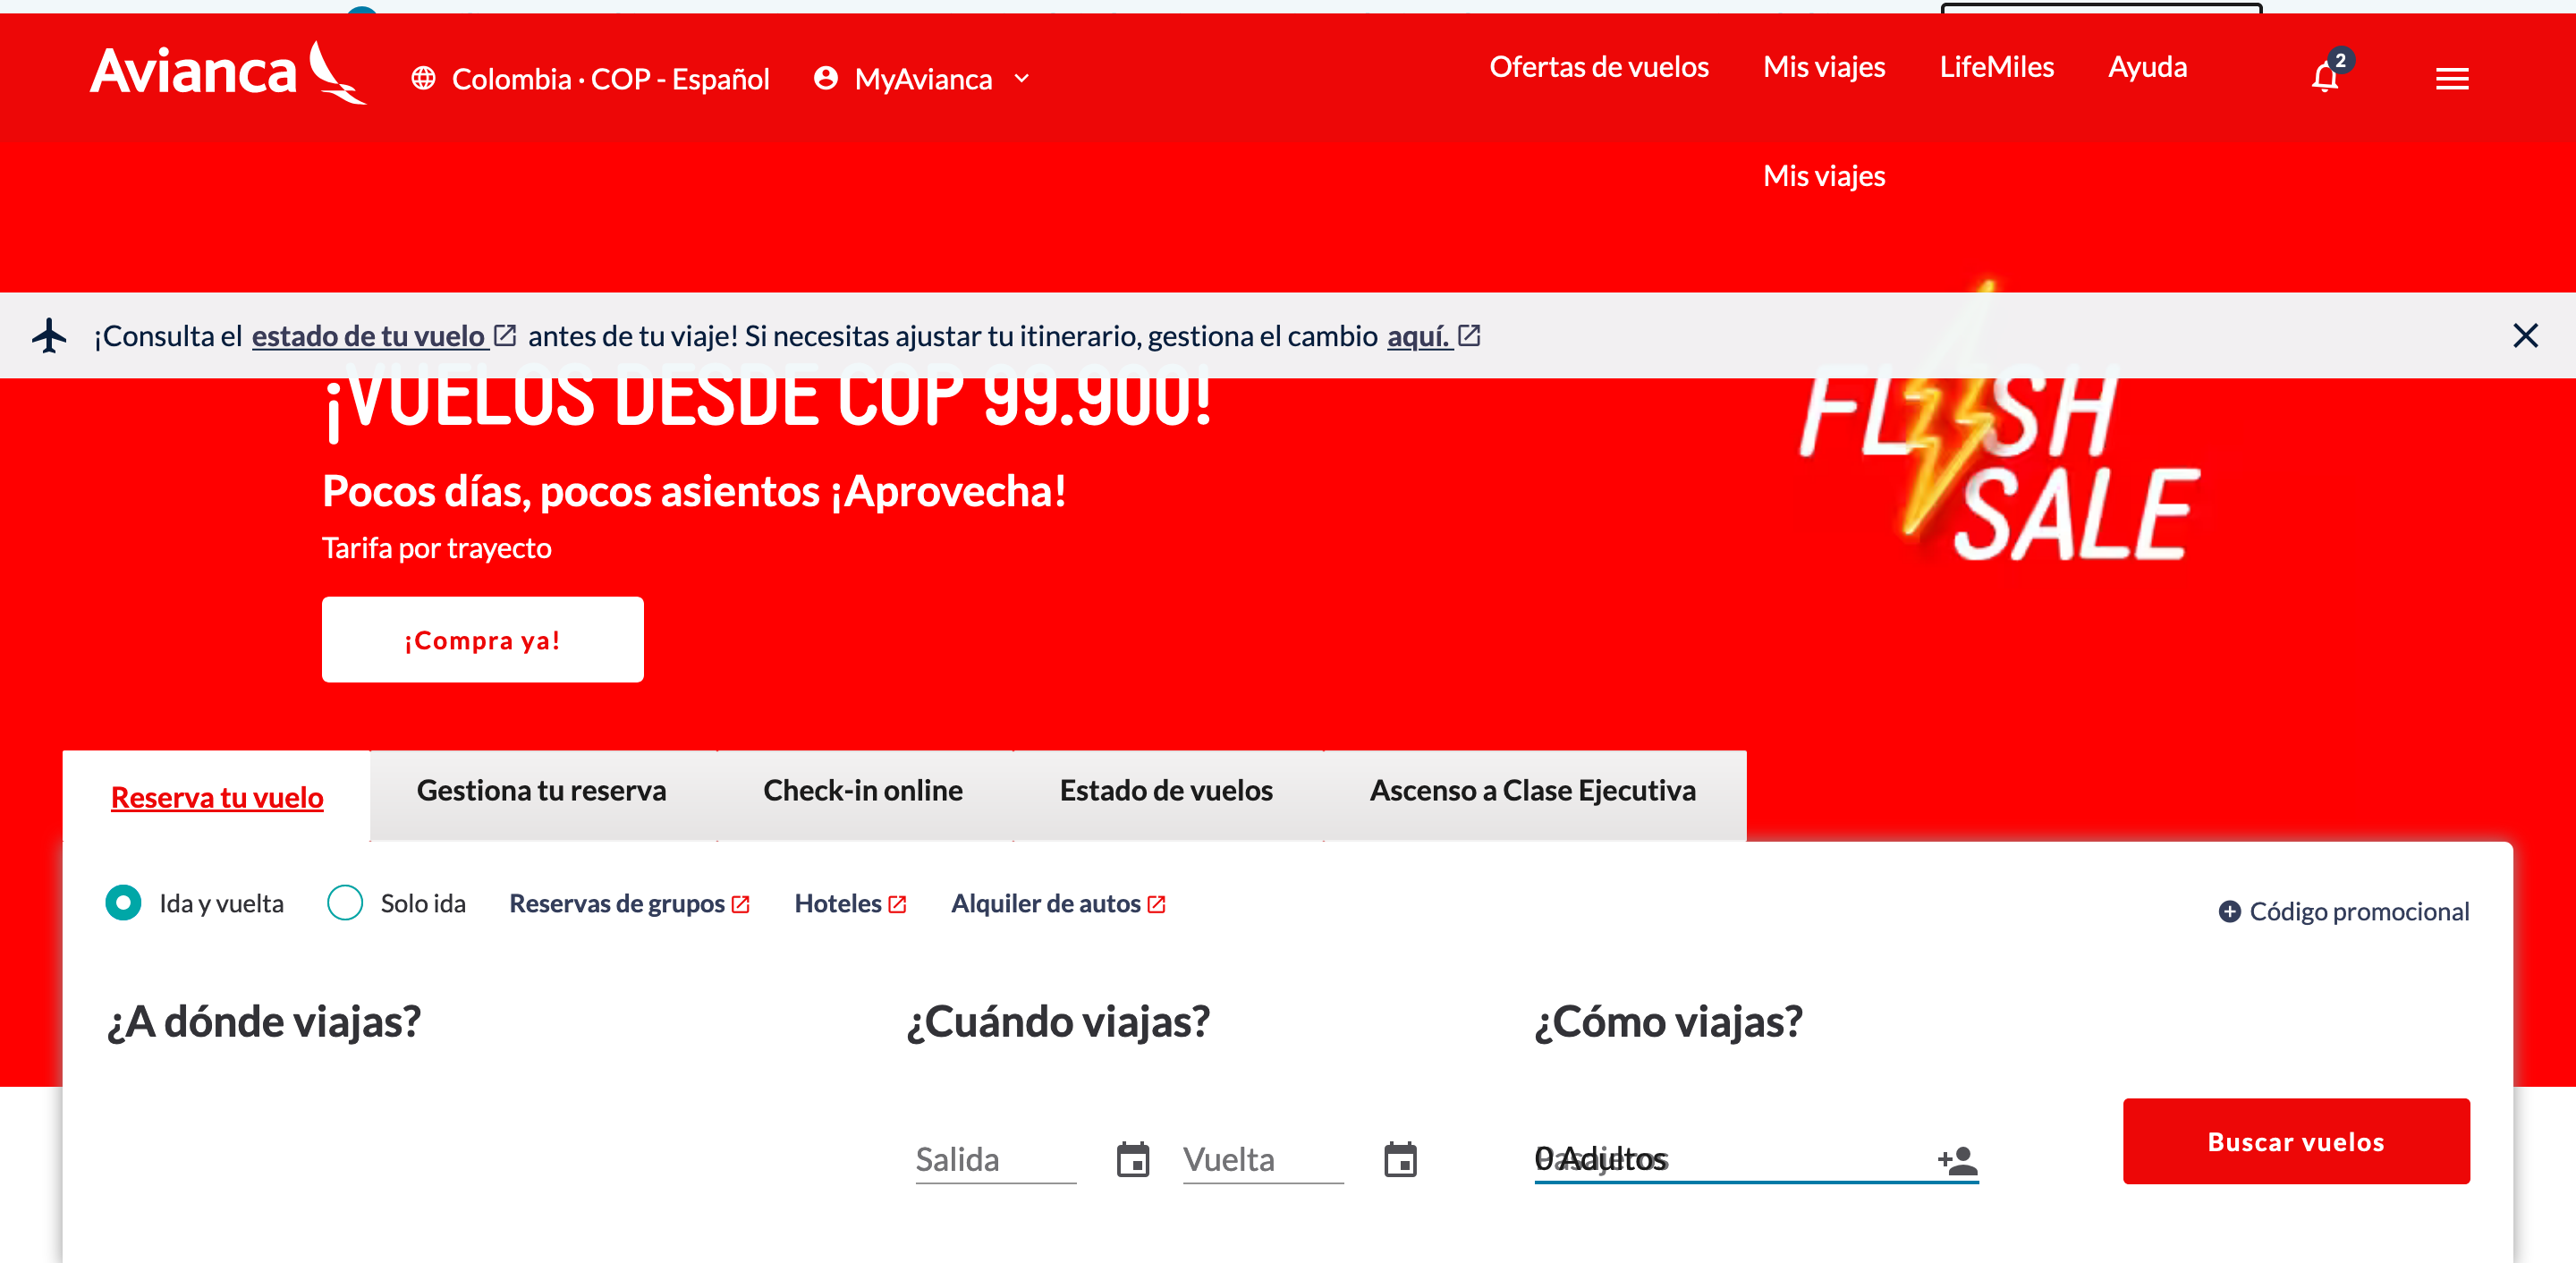 Avianca
Colombia · COP - Español
MyAvianca
Ofertas de vuelos
Mis viajes
LifeMiles
Ayuda
2
Mis viajes
¡Consulta el estado de tu vuelo antes de tu viaje! Si necesitas ajustar tu itinerario, gestiona el cambio aquí.
¡VUELOS DESDE COP 99.900!
FLASH
SALE
Pocos días, pocos asientos ¡Aprovecha!
Tarifa por trayecto
¡Compra ya!
Reserva tu vuelo
Gestiona tu reserva
Check-in online
Estado de vuelos
Ascenso a Clase Ejecutiva
Ida y vuelta
Solo ida
Reservas de grupos
Hoteles
Alquiler de autos
Código promocional
¿A dónde viajas?
¿Cuándo viajas?
¿Cómo viajas?
Salida
Vuelta
0 Adultos
Pasajeros
Buscar vuelos